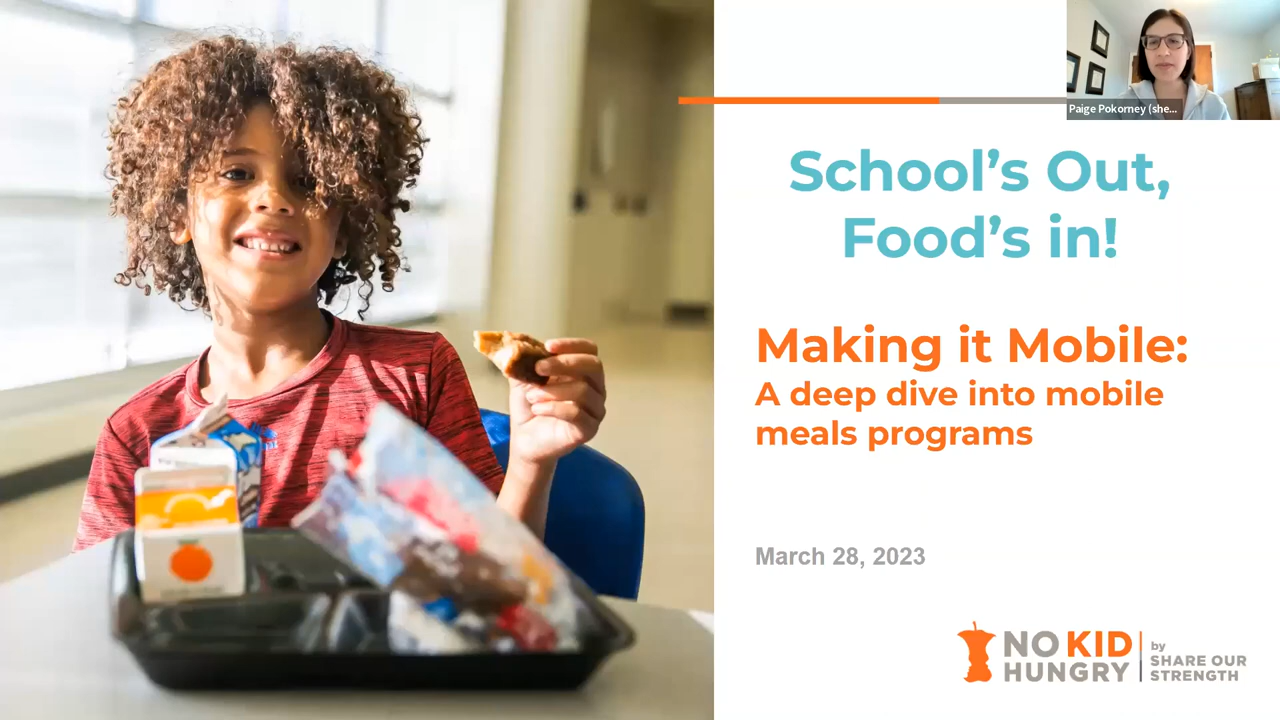 Paige Pokorney (she...
School's Out,
Food's in!
Making it Mobile:
A deep dive into mobile
meals programs
March 28, 2023
NO KID
HUNGRY
by
SHARE OUR
STRENGTH